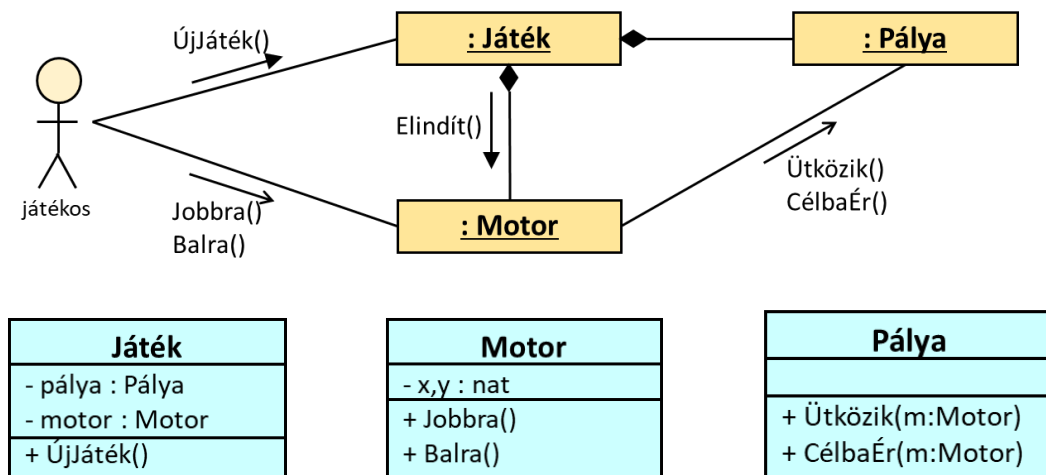 ÚjJáték()
: Játék
: Pálya
Elindít()
Ütközik()
CélbaÉr()
játékos
Jobbra()
Balra()
: Motor
Játék
- pálya : Pálya
- motor : Motor
+ ÚjJáték()
Motor
- x,y : nat
+ Jobbra()
+ Balra()
Pálya
+ Ütközik(m:Motor)
+ CélbaÉr(m:Motor)